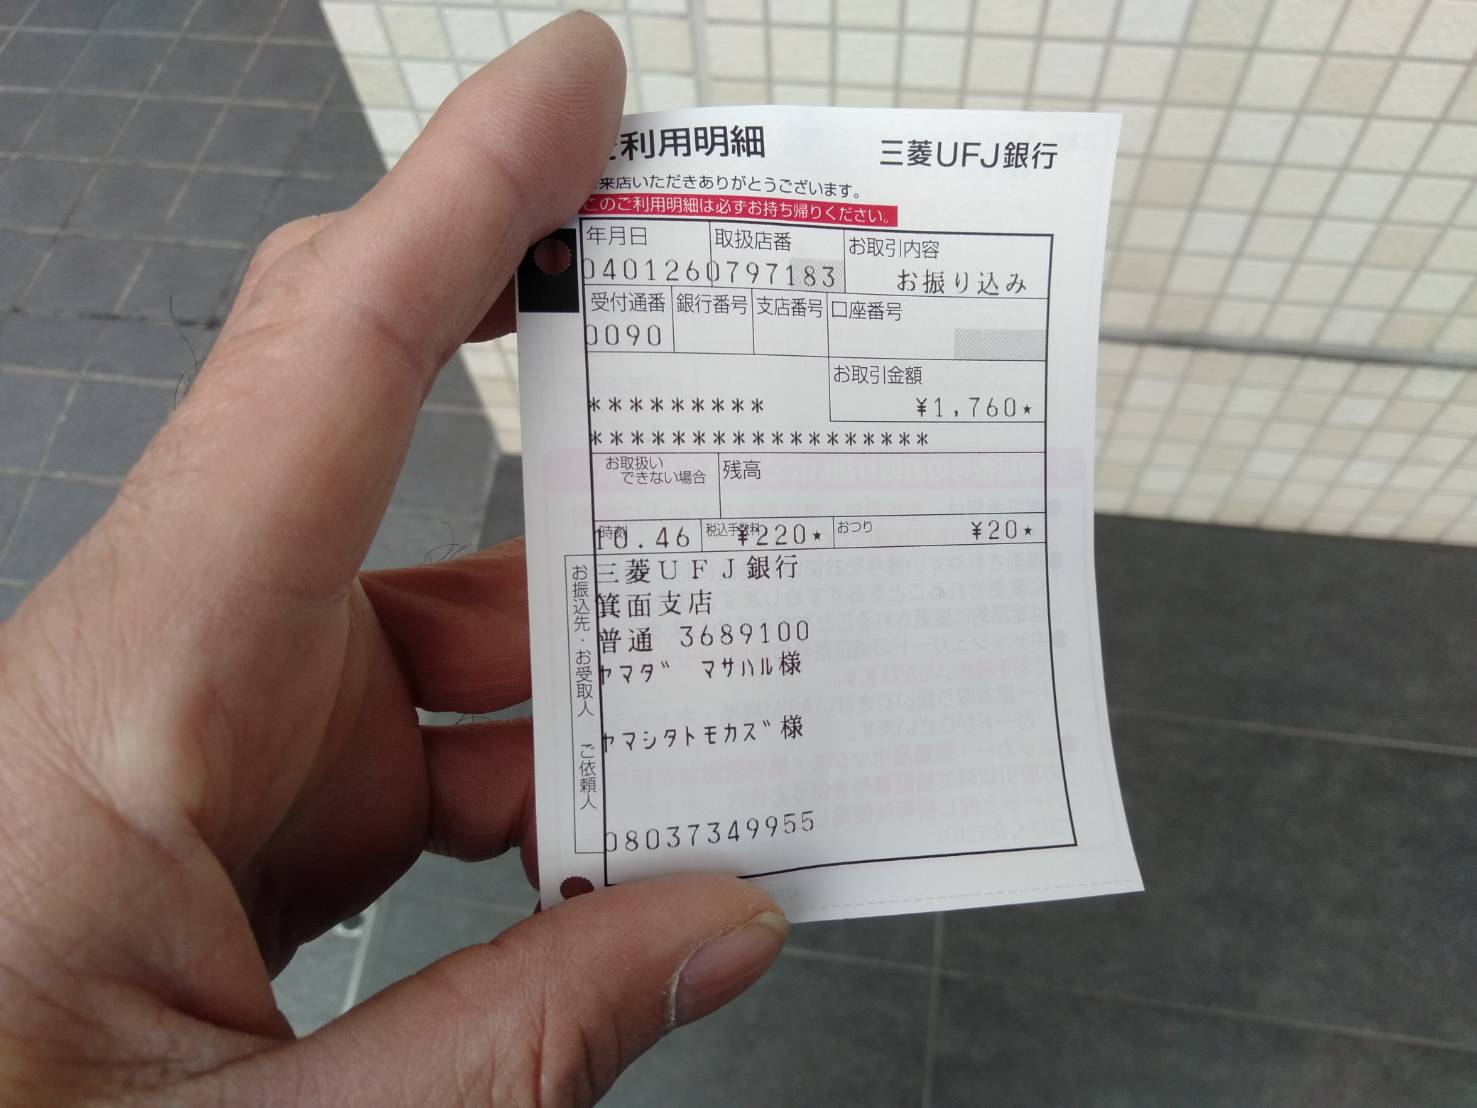 利用明細 三菱UFJ銀行
来店いただきありがとうございます。
このご利用明細は必ずお持ち帰りください。
年月日 取扱店番 お取引内容
040126 0797183 お振り込み
受付通番 銀行番号 支店番号 口座番号
0090
お取引金額
********* ¥1,760★
*****************
お取扱いできない場合 残高
時刻 税込手数料 おつり
10.46 ¥220★ ¥20★
お振込先・お受取人 ご依頼人
三菱UFJ銀行
箕面支店
普通 3689100
ヤマダ゛ マサハル様
ヤマシタトモカズ゛様
08037349955